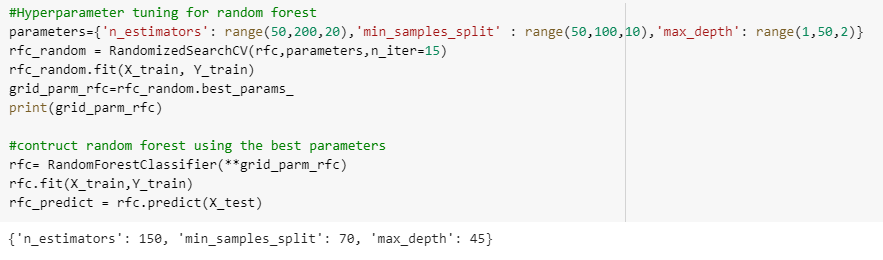 #Hyperparameter tuning for random forest
parameters={'n_estimators': range(50,200,20),'min_samples_split' : range(50,100,10),'max_depth': range(1,50,2)}
rfc_random = RandomizedSearchCV(rfc,parameters,n_iter=15)
rfc_random.fit(X_train, Y_train)
grid_parm_rfc=rfc_random.best_params_
print(grid_parm_rfc)
#contruct random forest using the best parameters
rfc= RandomForestClassifier(**grid_parm_rfc)
rfc.fit(X_train,Y_train)
rfc_predict = rfc.predict(X_test)
{'n_estimators': 150, 'min_samples_split': 70, 'max_depth': 45}